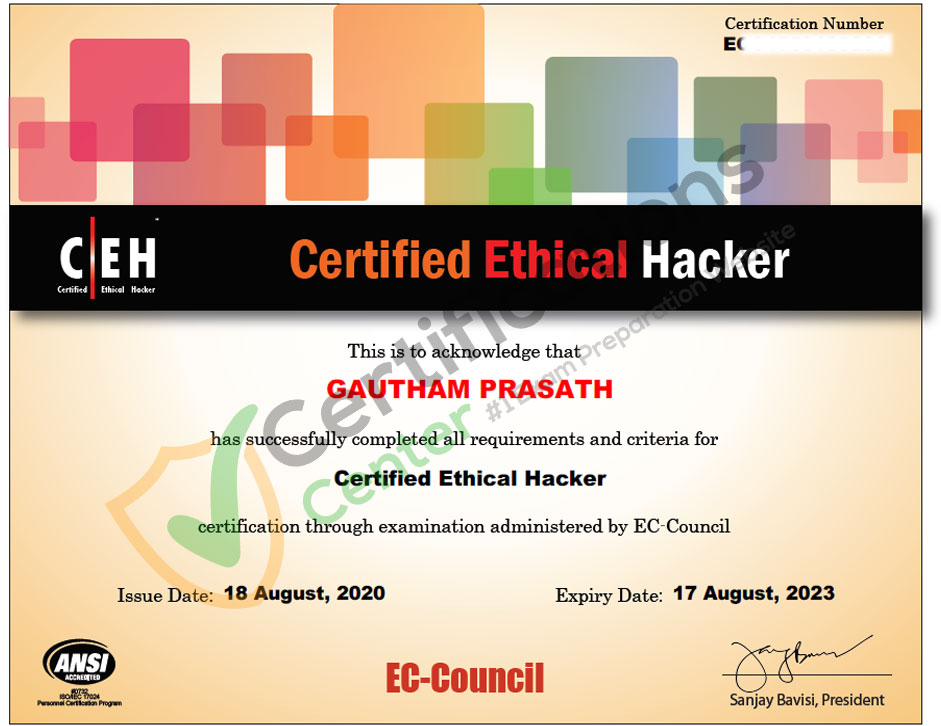 Certification Number
EC
C|EH
™
Certified Ethical Hacker
Certified Ethical Hacker
This is to acknowledge that
GAUTHAM PRASATH
has successfully completed all requirements and criteria for
Certified Ethical Hacker
certification through examination administered by EC-Council
Issue Date: 18 August, 2020
Expiry Date: 17 August, 2023
ANSI
ACCREDITED
#0732
ISO/IEC 17024
Personnel Certification Program
EC-Council
Sanjay Bavisi, President
Certifications
Center
#1 Exam Preparation Website